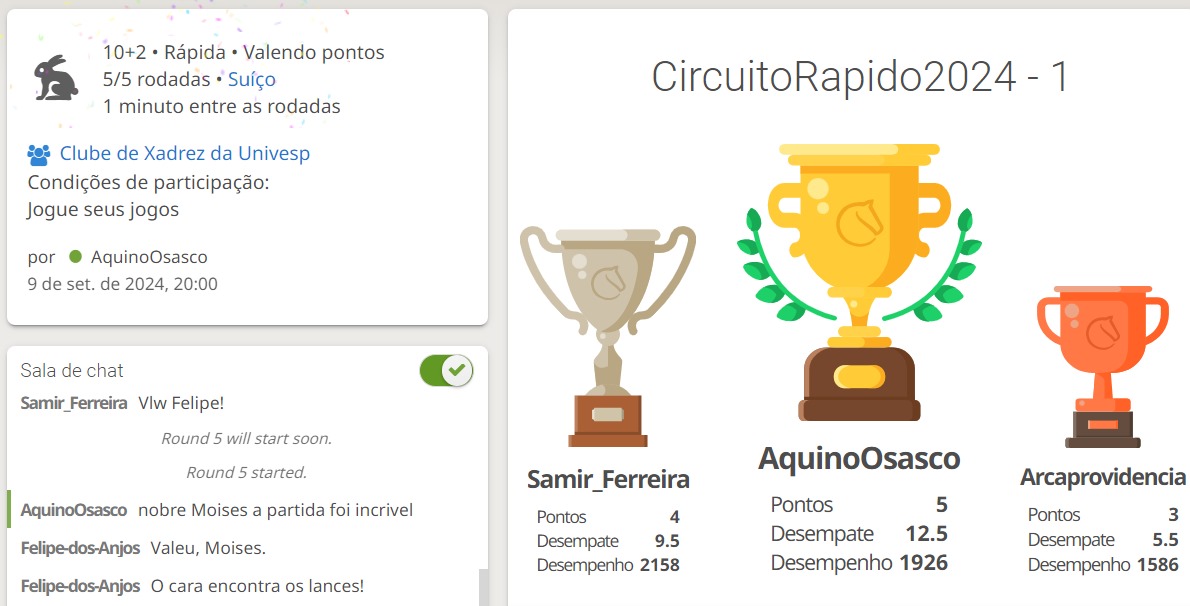 10+2 • Rápida • Valendo pontos
5/5 rodadas • Suíço
1 minuto entre as rodadas
Clube de Xadrez da Univesp
Condições de participação:
Jogue seus jogos
por AquinoOsasco
9 de set. de 2024, 20:00
Sala de chat
Samir_Ferreira Vlw Felipe!
Round 5 will start soon.
Round 5 started.
AquinoOsasco nobre Moises a partida foi incrivel
Felipe-dos-Anjos Valeu, Moises.
Felipe-dos-Anjos O cara encontra os lances!
CircuitoRapido2024 - 1
Samir_Ferreira
Pontos 4
Desempate 9.5
Desempenho 2158
AquinoOsasco
Pontos 5
Desempate 12.5
Desempenho 1926
Arcaprovidencia
Pontos 3
Desempate 5.5
Desempenho 1586